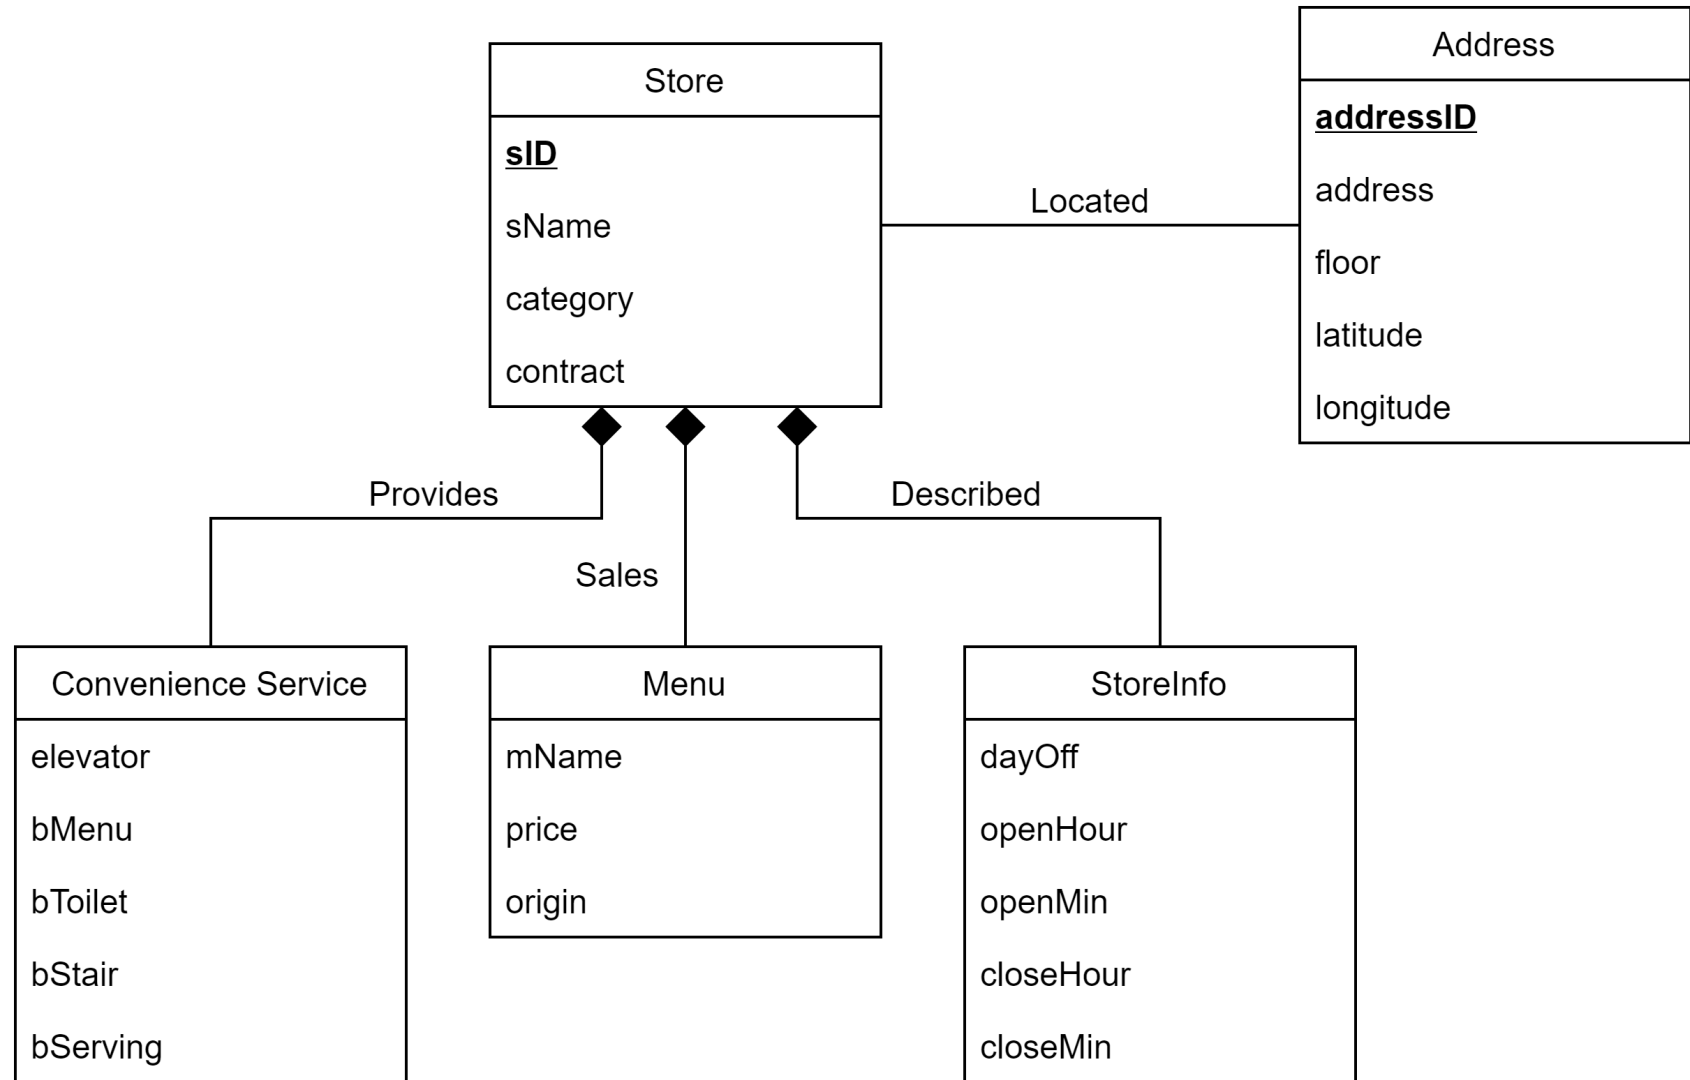 Store
sID
sName
category
contract
Located
Address
addressID
address
floor
latitude
longitude
Provides
Sales
Described
Convenience Service
elevator
bMenu
bToilet
bStair
bServing
Menu
mName
price
origin
StoreInfo
dayOff
openHour
openMin
closeHour
closeMin